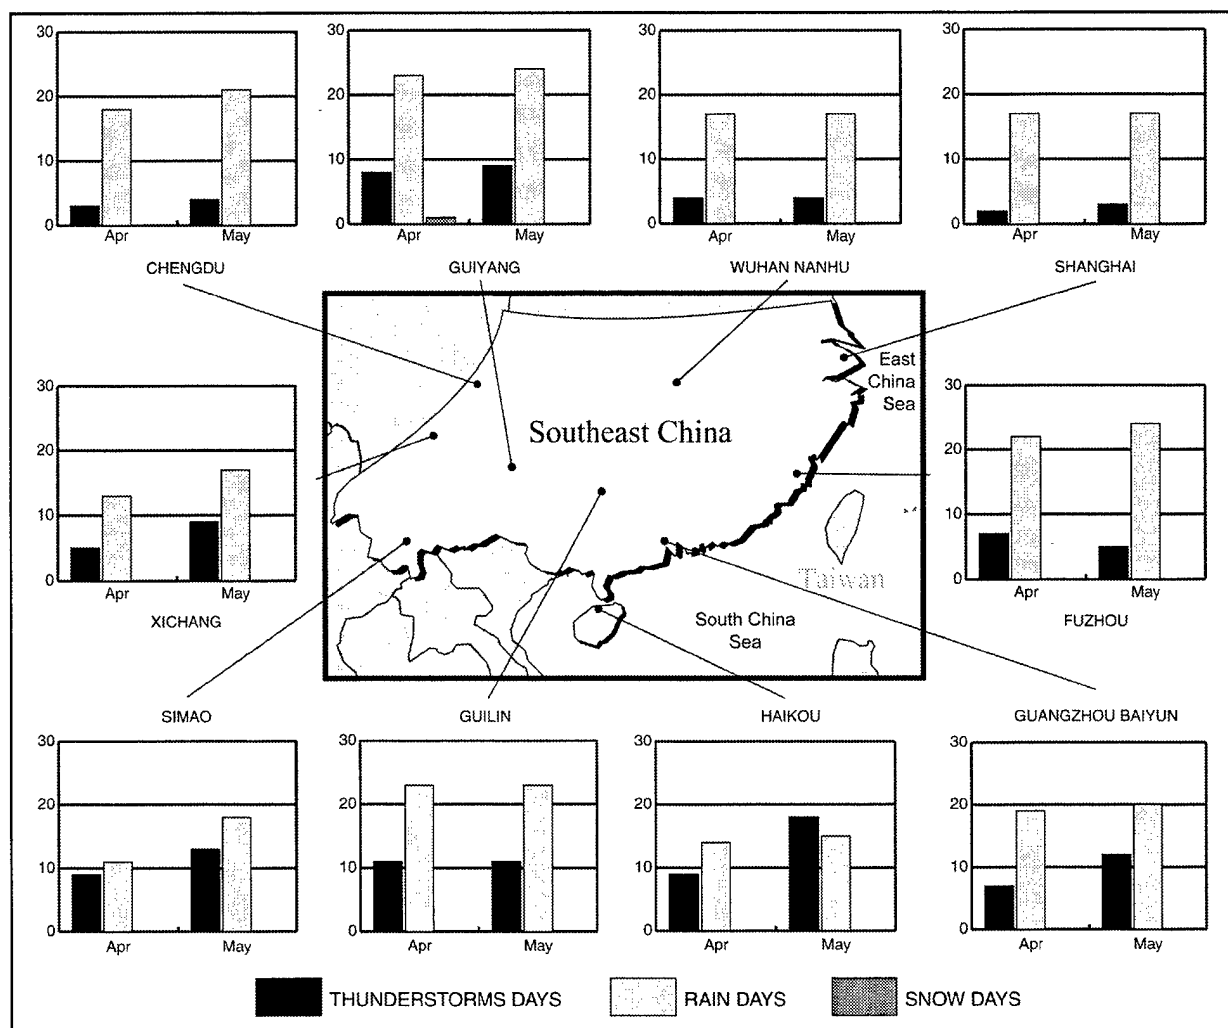 30
20
10
0
Apr
May
CHENGDU
30
20
10
0
Apr
May
GUIYANG
30
20
10
0
Apr
May
WUHAN NANHU
30
20
10
0
Apr
May
SHANGHAI
30
20
10
0
Apr
May
XICHANG
Southeast China
East
China
Sea
Taiwan
South China
Sea
30
20
10
0
Apr
May
FUZHOU
SIMAO
30
20
10
0
Apr
May
GUILIN
30
20
10
0
Apr
May
HAIKOU
30
20
10
0
Apr
May
GUANGZHOU BAIYUN
30
20
10
0
Apr
May
THUNDERSTORMS DAYS
RAIN DAYS
SNOW DAYS